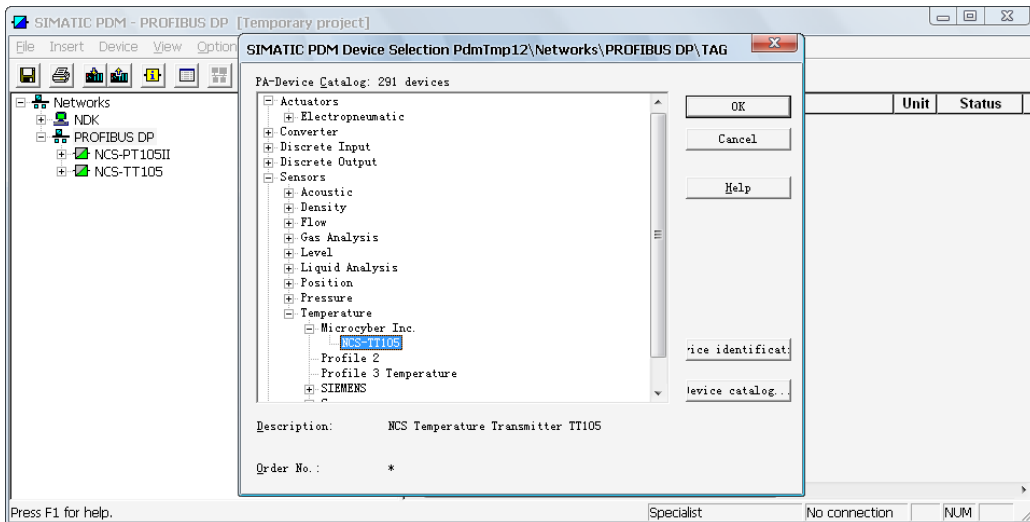 SIMATIC PDM - PROFIBUS DP [Temporary project]
File Insert Device View Option
SIMATIC PDM Device Selection PdmTmp12\Networks\PROFIBUS DP\TAG
Networks
NDK
PROFIBUS DP
NCS-PT105II
NCS-TT105
PA-Device Catalog: 291 devices
Actuators
Electropneumatic
Converter
Discrete Input
Discrete Output
Sensors
Acoustic
Density
Flow
Gas Analysis
Level
Liquid Analysis
Position
Pressure
Temperature
Microcyber Inc.
NCS-TT105
Profile 2
Profile 3 Temperature
SIEMENS
OK
Cancel
Help
rice identificat:
levice catalog...
Unit Status
Description: NCS Temperature Transmitter TT105
Order No.: *
Press F1 for help. Specialist No connection NUM